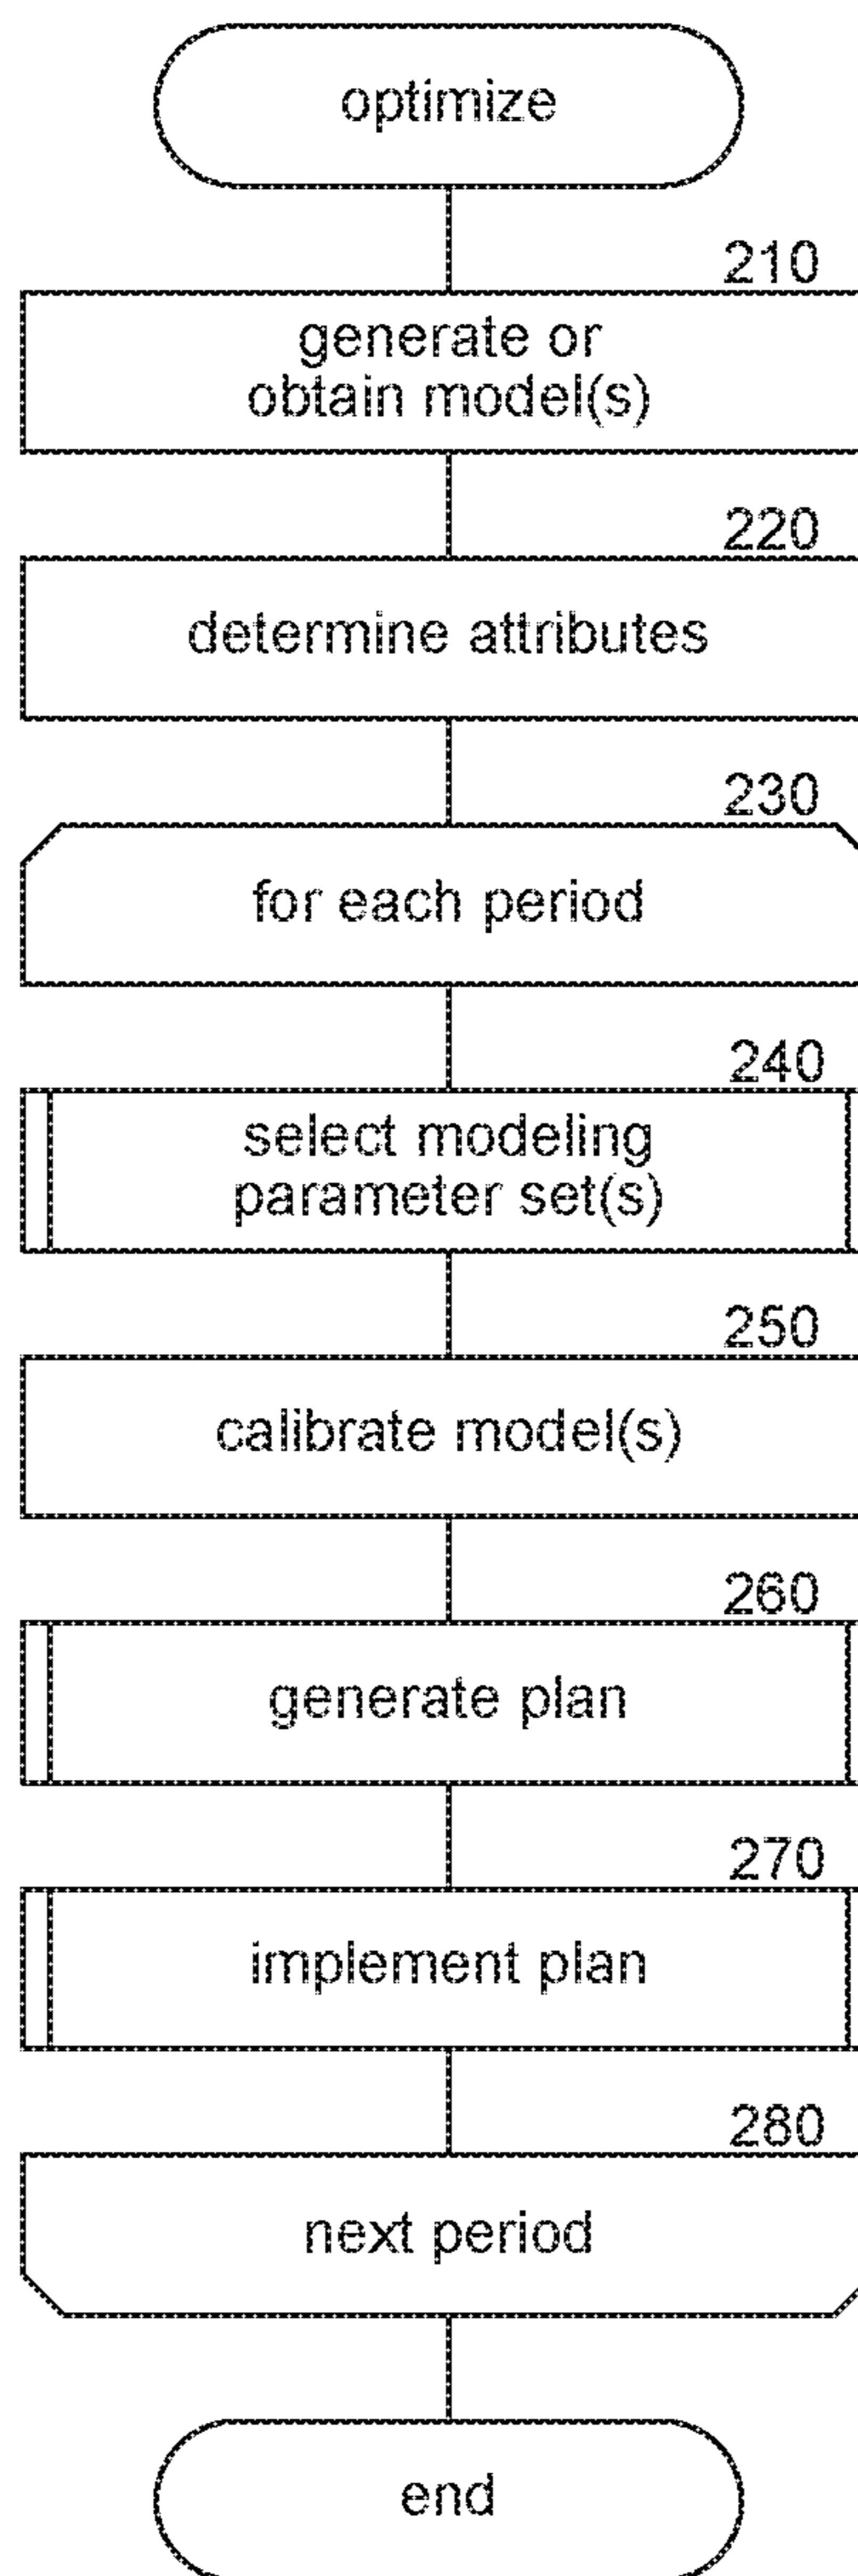 optimize
210
generate or
obtain model(s)
220
determine attributes
230
for each period
240
select modeling
parameter set(s)
250
calibrate model(s)
260
generate plan
270
implement plan
280
next period
end